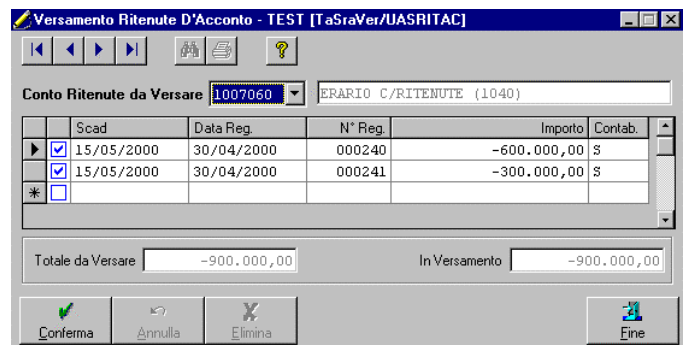 Versamento Ritenute D'Acconto - TEST [TaSraVer/UASRITAC]
Conto Ritenute da Versare 1007060 ERARIO C/RITENUTE (1040)
Scad Data Reg. N° Reg. Importo Contab.
15/05/2000 30/04/2000 000240 -600.000,00 S
15/05/2000 30/04/2000 000241 -300.000,00 S
Totale da Versare -900.000,00 In Versamento -900.000,00
Conferma Annulla Elimina Fine